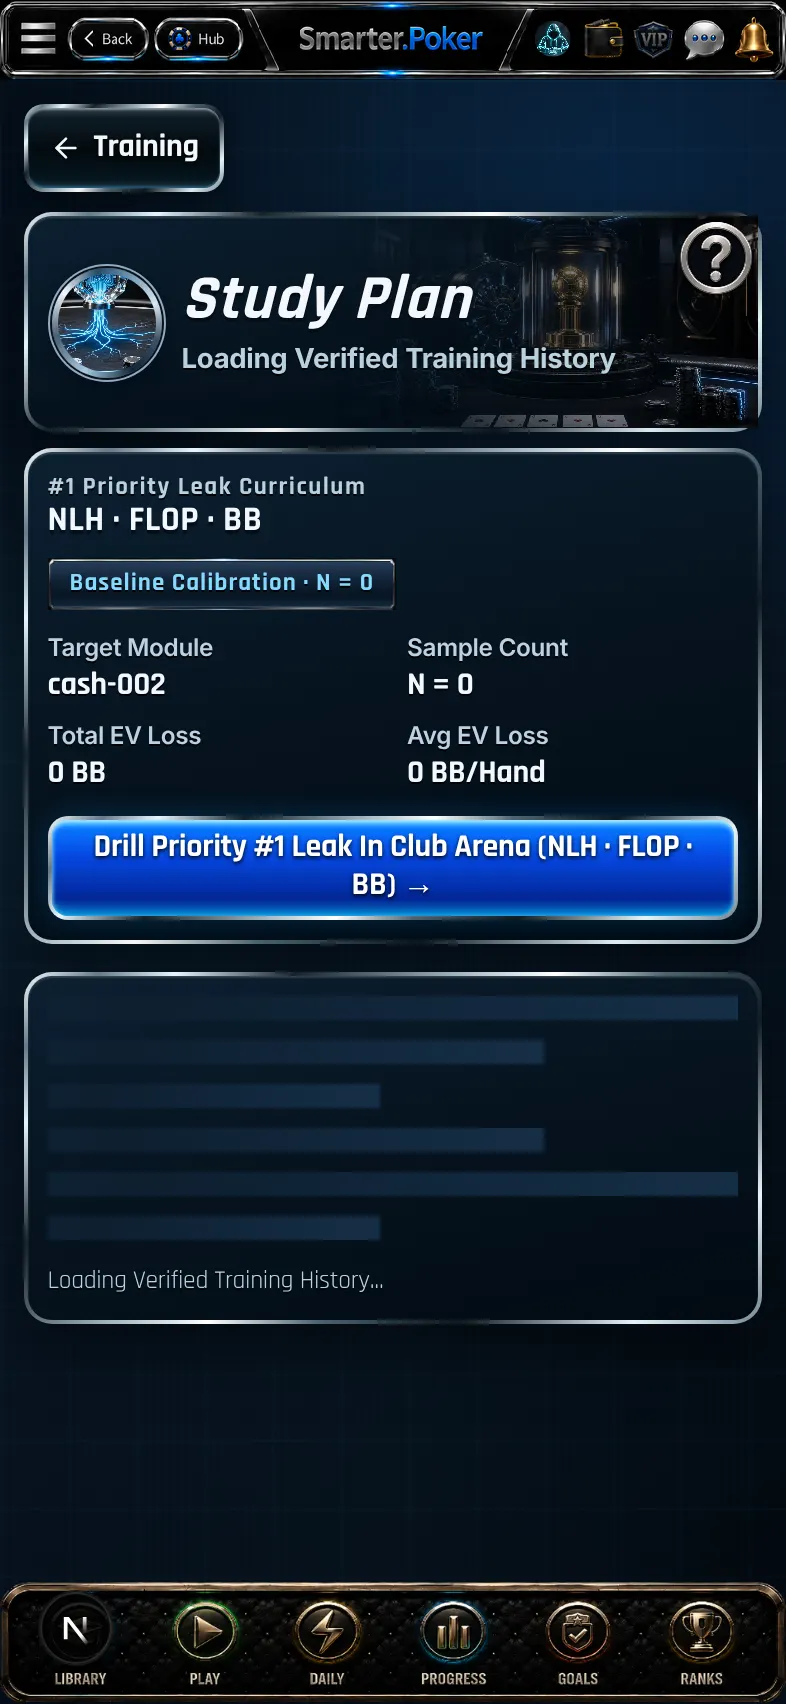 Back
Hub
Smarter.Poker
VIP
← Training
?
Study Plan
Loading Verified Training History
#1 Priority Leak Curriculum
NLH · FLOP · BB
Baseline Calibration · N = 0
Target Module
Sample Count
cash-002
N = 0
Total EV Loss
Avg EV Loss
0 BB
0 BB/Hand
Drill Priority #1 Leak In Club Arena (NLH · FLOP ·
BB) →
Loading Verified Training History...
N
LIBRARY
PLAY
DAILY
PROGRESS
GOALS
RANKS